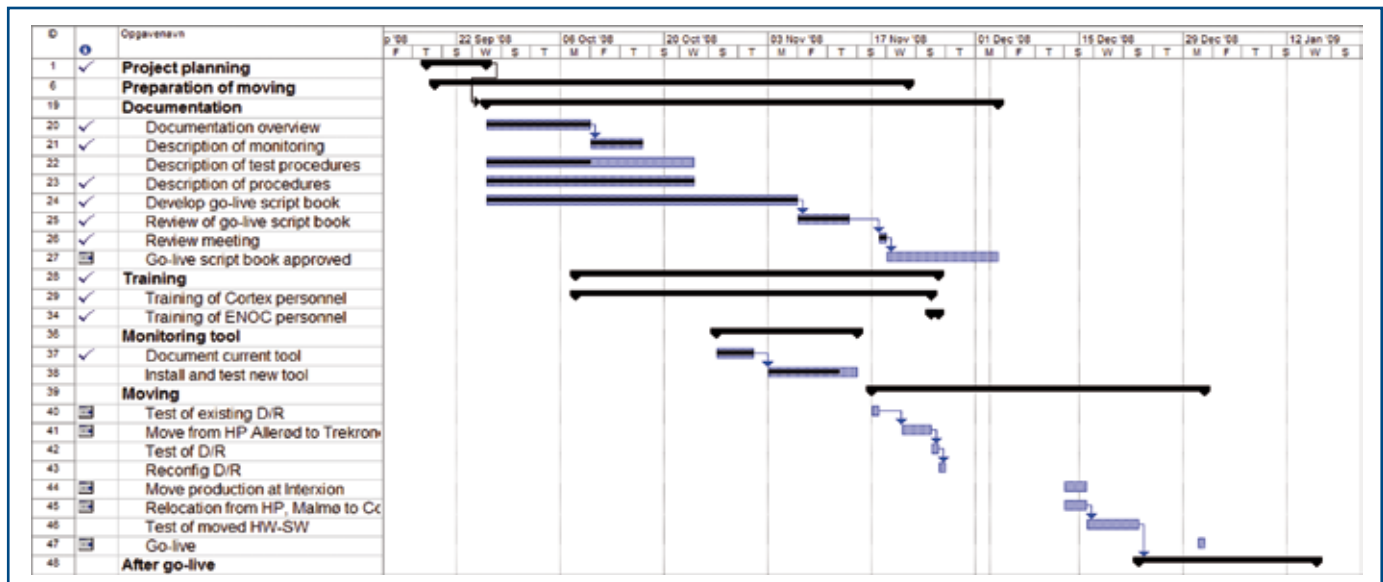 ID Opgavenavn p '08 22 Sep '08 06 Oct '08 20 Oct '08 03 Nov '08 17 Nov '08 01 Dec '08 15 Dec '08 29 Dec '08 12 Jan '09
F T S W S T M F T S W S T M F T S W S T M F T S W S
1 Project planning
6 Preparation of moving
19 Documentation
20 Documentation overview
21 Description of monitoring
22 Description of test procedures
23 Description of procedures
24 Develop go-live script book
25 Review of go-live script book
26 Review meeting
27 Go-live script book approved
28 Training
29 Training of Cortex personnel
34 Training of ENOC personnel
36 Monitoring tool
37 Document current tool
38 Install and test new tool
39 Moving
40 Test of existing D/R
41 Move from HP Allerød to Trekron
42 Test of D/R
43 Reconfig D/R
44 Move production at Interxion
45 Relocation from HP, Malmø to Co
46 Test of moved HW-SW
47 Go-live
48 After go-live